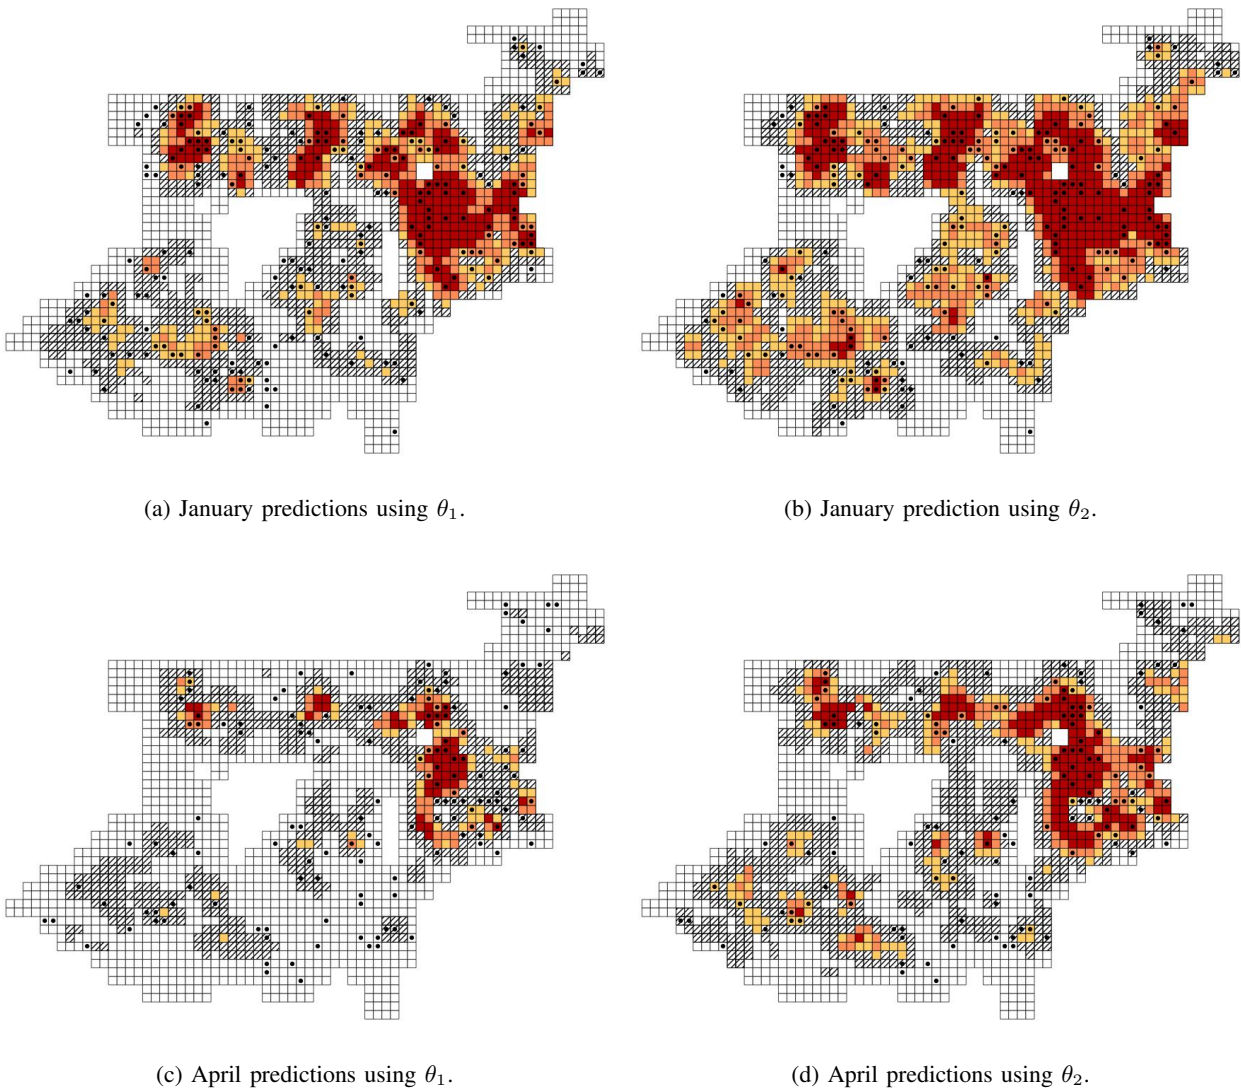 (a) January predictions using θ₁.
(b) January prediction using θ₂.
(c) April predictions using θ₁.
(d) April predictions using θ₂.